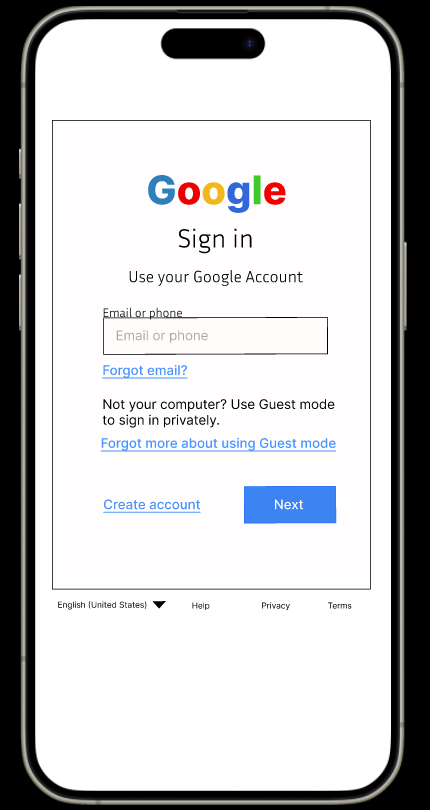 Google
Sign in
Use your Google Account
Email or phone
Email or phone
Forgot email?
Not your computer? Use Guest mode
to sign in privately.
Forgot more about using Guest mode
Create account
Next
English (United States)
Help
Privacy
Terms